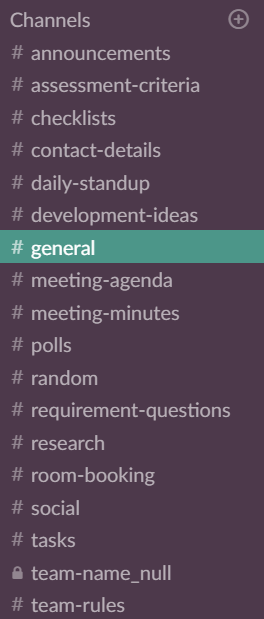 Channels
# announcements
# assessment-criteria
# checklists
# contact-details
# daily-standup
# development-ideas
# general
# meeting-agenda
# meeting-minutes
# polls
# random
# requirement-questions
# research
# room-booking
# social
# tasks
team-name_null
# team-rules